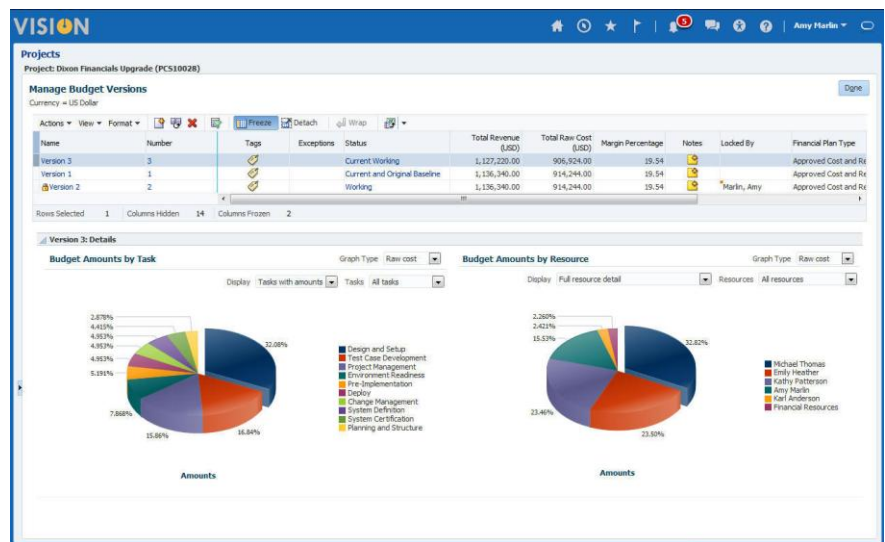 VISION
5
Amy Marlin
Projects
Project: Dixon Financials Upgrade (PCS10028)
Manage Budget Versions
Done
Currency = US Dollar
Actions View Format Freeze Detach Wrap
Name Number Tags Exceptions Status Total Revenue (USD) Total Raw Cost (USD) Margin Percentage Notes Locked By Financial Plan Type
Version 3 3 Current Working 1,127,220.00 906,924.00 19.54 Approved Cost and Re
Version 1 1 Current and Original Baseline 1,136,340.00 914,244.00 19.54 Approved Cost and Re
Version 2 2 Working 1,136,340.00 914,244.00 19.54 Marlin, Amy Approved Cost and Re
Rows Selected 1 Columns Hidden 14 Columns Frozen 2
Version 3: Details
Budget Amounts by Task Graph Type Raw cost
Display Tasks with amounts Tasks All tasks
2.878%
4.415%
4.953%
4.953%
4.953%
5.191%
7.868%
15.86%
16.84%
32.08%
Design and Setup
Test Case Development
Project Management
Environment Readiness
Pre-Implementation
Deploy
Change Management
System Definition
System Certification
Planning and Structure
Amounts
Budget Amounts by Resource Graph Type Raw cost
Display Full resource detail Resources All resources
2.260%
2.421%
15.53%
23.46%
23.50%
32.82%
Michael Thomas
Emily Heather
Kathy Patterson
Amy Marlin
Karl Anderson
Financial Resources
Amounts